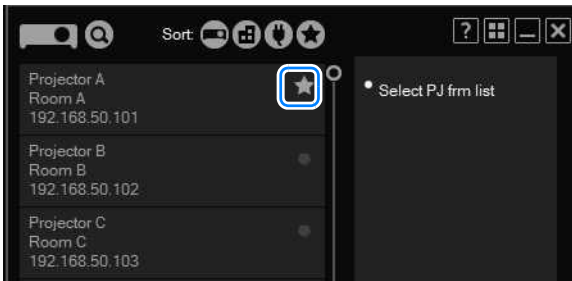 Sort:
?
Projector A
Room A
192.168.50.101
Projector B
Room B
192.168.50.102
Projector C
Room C
192.168.50.103
Select PJ frm list